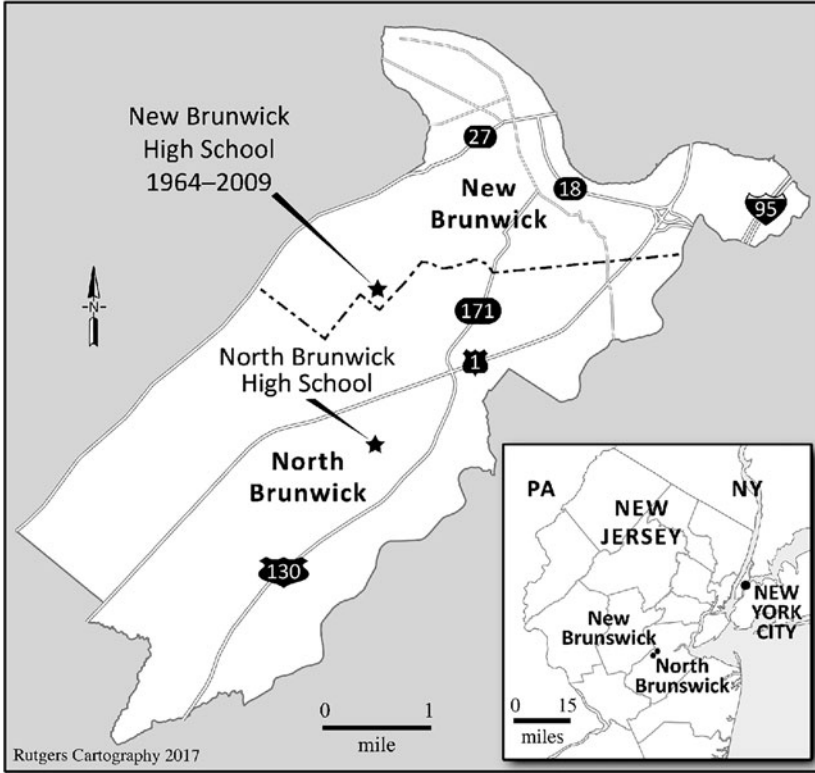 New Brunwick
High School
1964–2009
27
New
Brunwick
18
95
N
171
North Brunwick
High School
1
North
Brunwick
130
0 1
mile
Rutgers Cartography 2017
PA
NY
NEW
JERSEY
NEW
YORK
CITY
New
Brunswick
North
Brunswick
0 15
miles